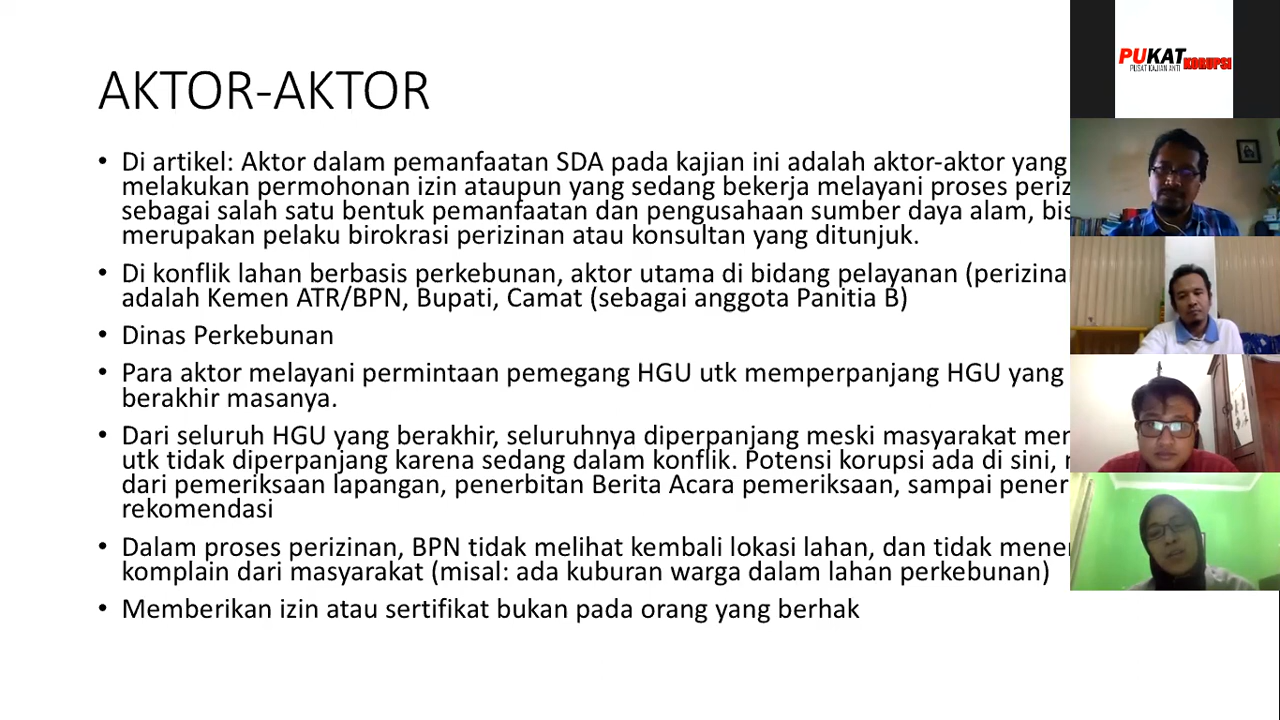 AKTOR-AKTOR
• Di artikel: Aktor dalam pemanfaatan SDA pada kajian ini adalah aktor-aktor yang
melakukan permohonan izin ataupun yang sedang bekerja melayani proses
sebagai salah satu bentuk pemanfaatan dan pengusahaan sumber daya alam,
merupakan pelaku birokrasi perizinan atau konsultan yang ditunjuk.
• Di konflik lahan berbasis perkebunan, aktor utama di bidang pelayanan
adalah Kemen ATR/BPN, Bupati, Camat (sebagai anggota Panitia B)
• Dinas Perkebunan
• Para aktor melayani permintaan pemegang HGU utk memperpanjang HGU yang
berakhir masanya.
• Dari seluruh HGU yang berakhir, seluruhnya diperpanjang meski masyarakat
utk tidak diperpanjang karena sedang dalam konflik. Potensi korupsi ada di sini,
dari pemeriksaan lapangan, penerbitan Berita Acara pemeriksaan, sampai
rekomendasi
• Dalam proses perizinan, BPN tidak melihat kembali lokasi lahan, dan tidak
komplain dari masyarakat (misal: ada kuburan warga dalam lahan perkebunan)
• Memberikan izin atau sertifikat bukan pada orang yang berhak
PUKAT
PUSAT KAJIAN ANTI KORUPSI